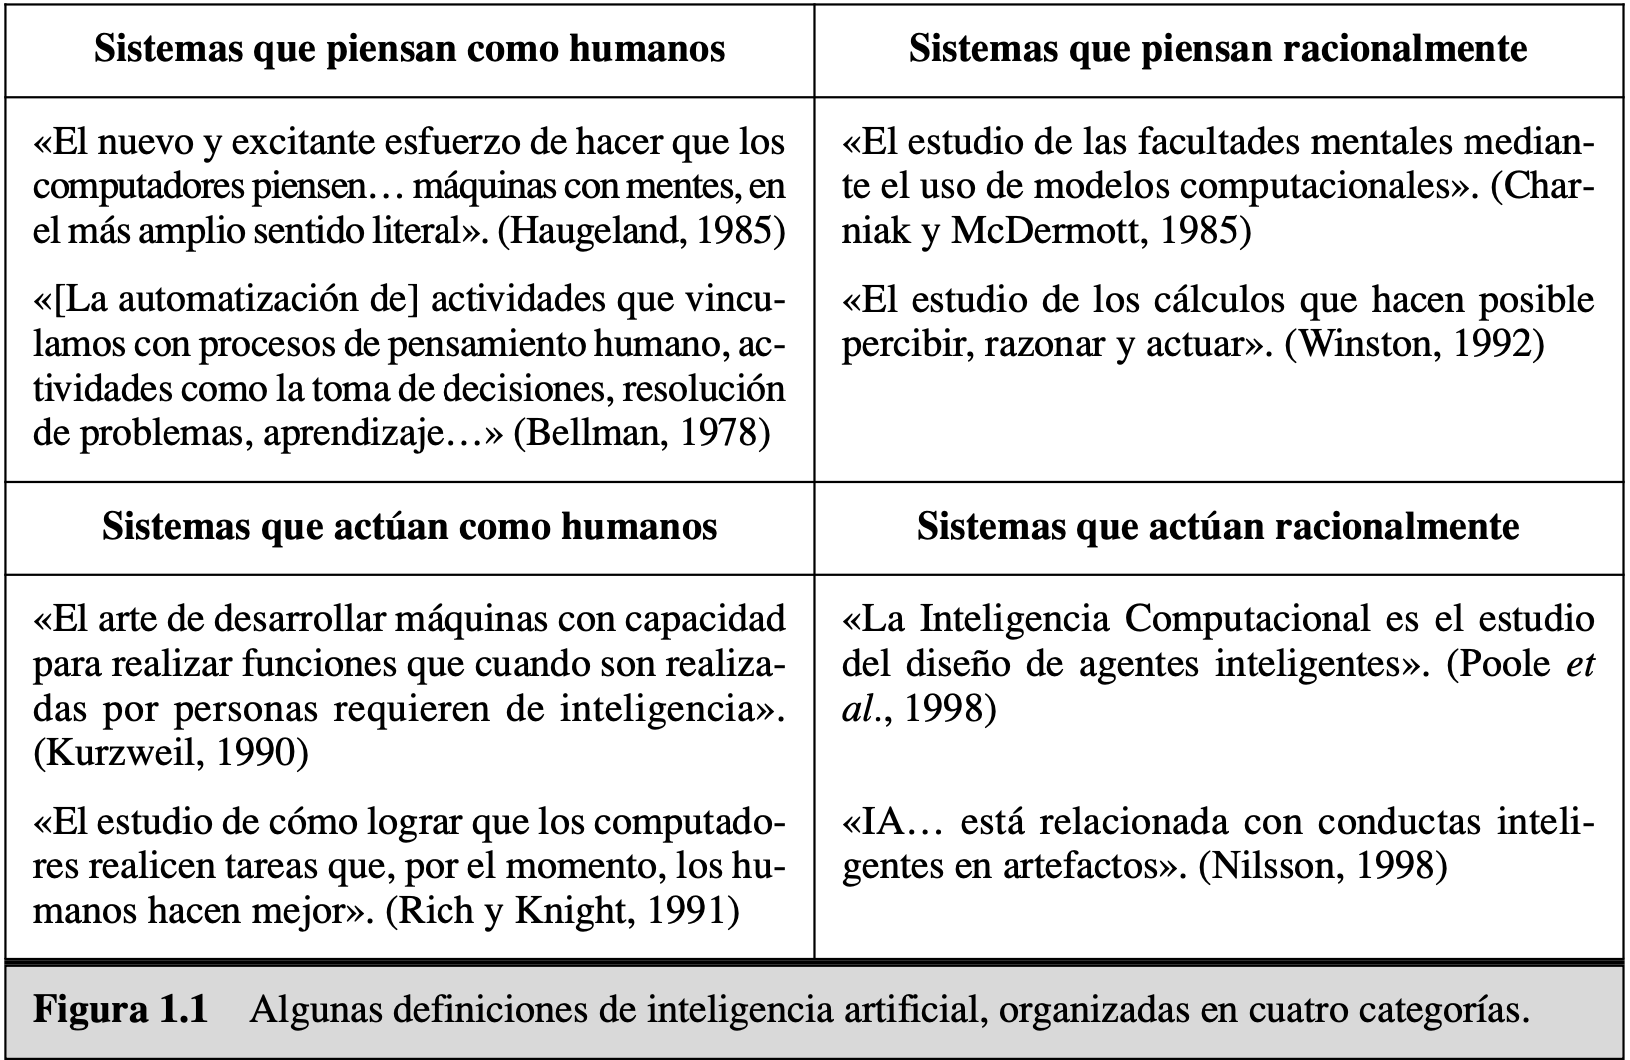 Sistemas que piensan como humanos
Sistemas que piensan racionalmente
«El nuevo y excitante esfuerzo de hacer que los
computadores piensen… máquinas con mentes, en
el más amplio sentido literal». (Haugeland, 1985)
«[La automatización de] actividades que vincu-
lamos con procesos de pensamiento humano, ac-
tividades como la toma de decisiones, resolución
de problemas, aprendizaje…» (Bellman, 1978)
«El estudio de las facultades mentales median-
te el uso de modelos computacionales». (Char-
niak y McDermott, 1985)
«El estudio de los cálculos que hacen posible
percibir, razonar y actuar». (Winston, 1992)
Sistemas que actúan como humanos
Sistemas que actúan racionalmente
«El arte de desarrollar máquinas con capacidad
para realizar funciones que cuando son realiza-
das por personas requieren de inteligencia».
(Kurzweil, 1990)
«El estudio de cómo lograr que los computado-
res realicen tareas que, por el momento, los hu-
manos hacen mejor». (Rich y Knight, 1991)
«La Inteligencia Computacional es el estudio
del diseño de agentes inteligentes». (Poole et
al., 1998)
«IA… está relacionada con conductas inteli-
gentes en artefactos». (Nilsson, 1998)
Figura 1.1 Algunas definiciones de inteligencia artificial, organizadas en cuatro categorías.